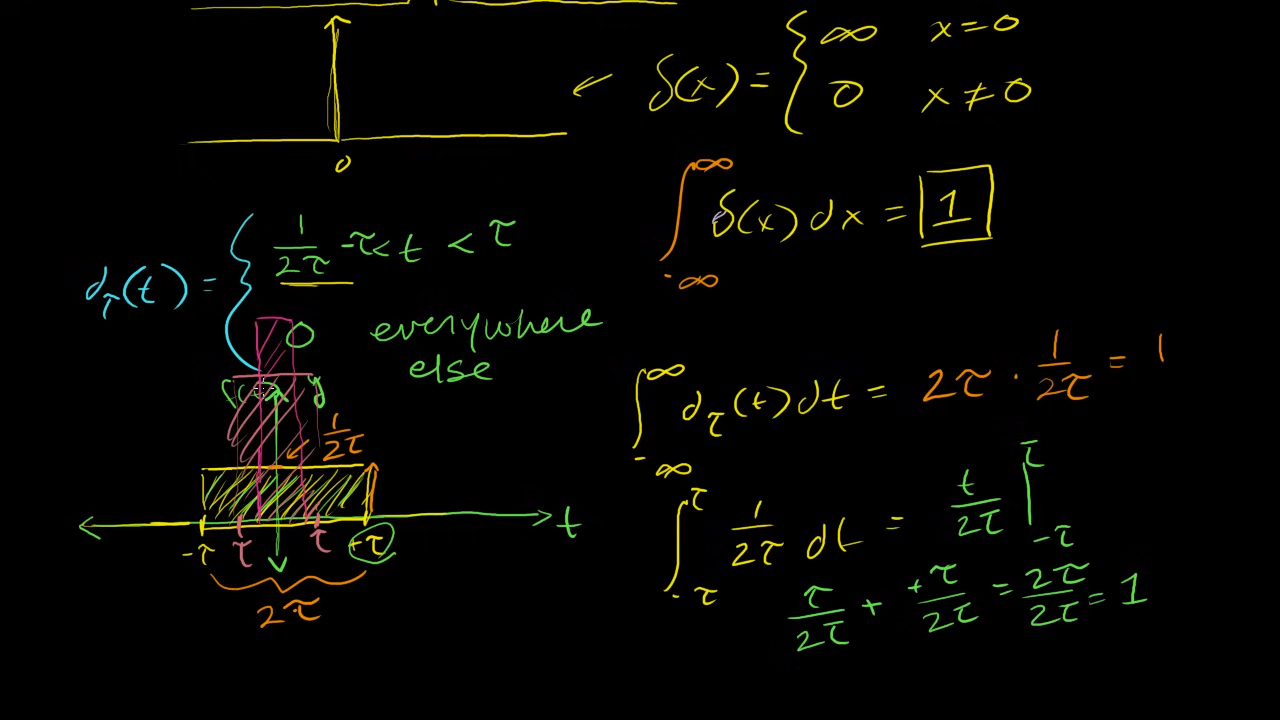 0
δ(x) = { ∞ x = 0
0 x ≠ 0
∫_{-∞}^{∞} δ(x) dx = 1
d_τ(t) = { 1/2τ -τ < t < τ
0 everywhere
else
1/2τ
t
-τ τ τ +τ
2τ
∫_{-∞}^{∞} d_τ(t) dt = 2τ · 1/2τ = 1
∫_{-τ}^{τ} 1/2τ dt = t/2τ |_{-τ}^{τ}
τ/2τ + +τ/2τ = 2τ/2τ = 1